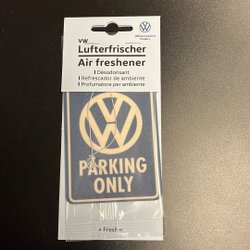 VW
Lufterfrischer
Air freshener
Désodorisant
Refrescador de ambiente
Profumatore per ambiente
PARKING
ONLY
« Fresh »